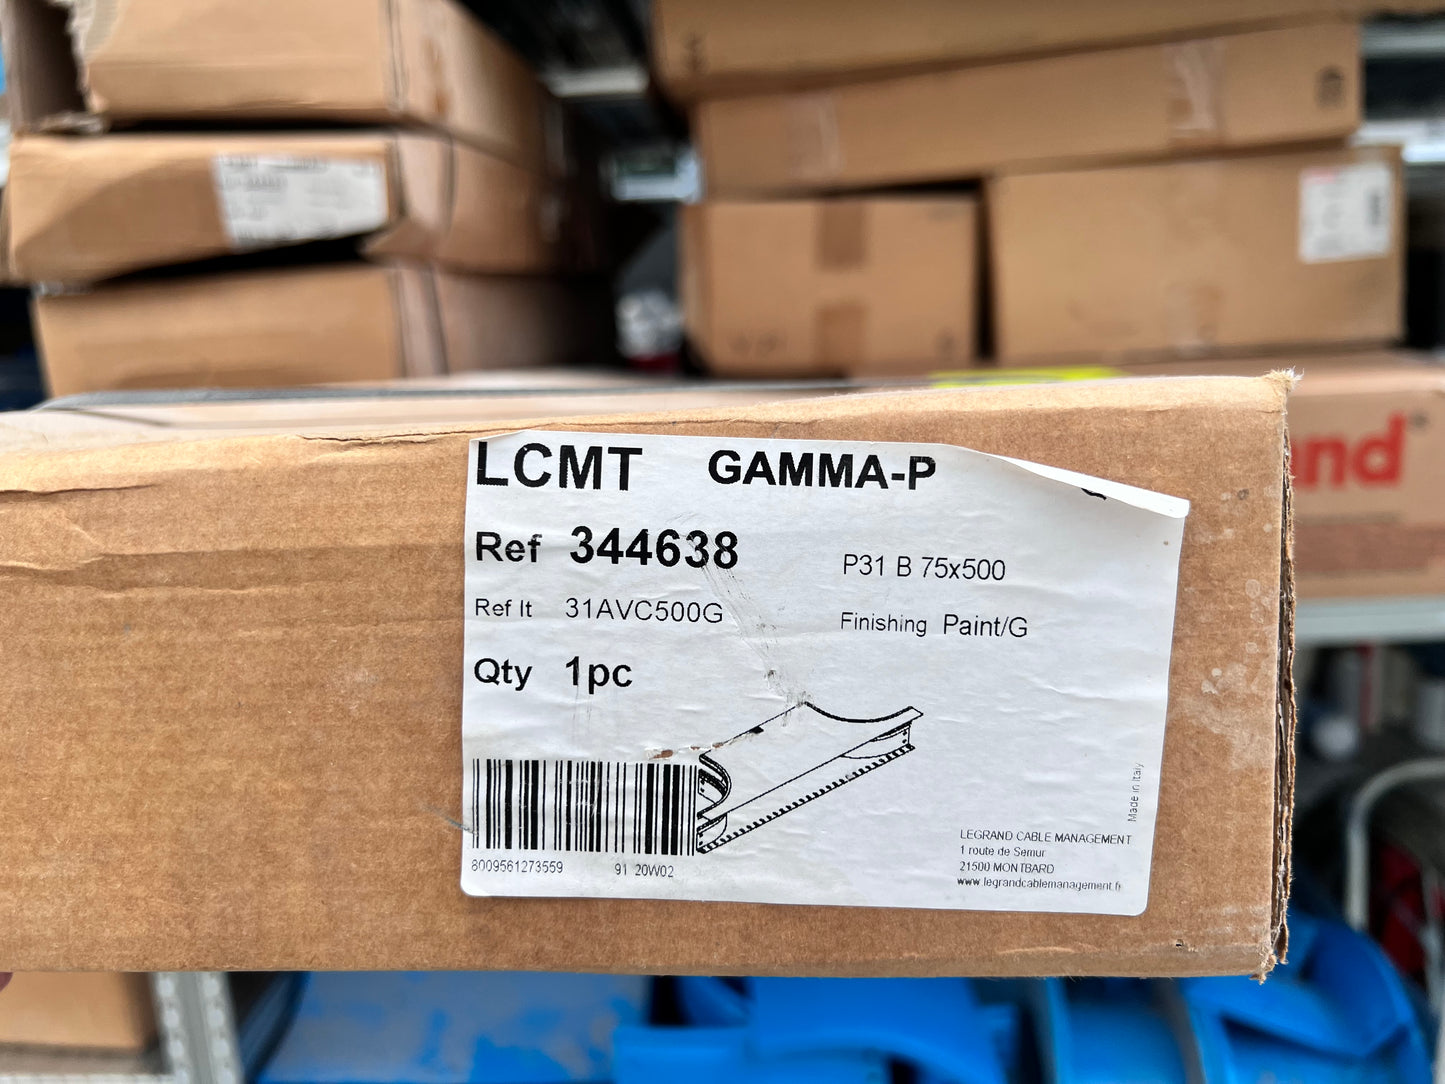 LCMT GAMMA-P
Ref 344638 P31 B 75x500
Ref It 31AVC500G Finishing Paint/G
Qty 1pc
8009561273559 91 20W02
Made in Italy
LEGRAND CABLE MANAGEMENT
1 route de Semur
21500 MONTBARD
www.legrandcablemanagement.fr
and